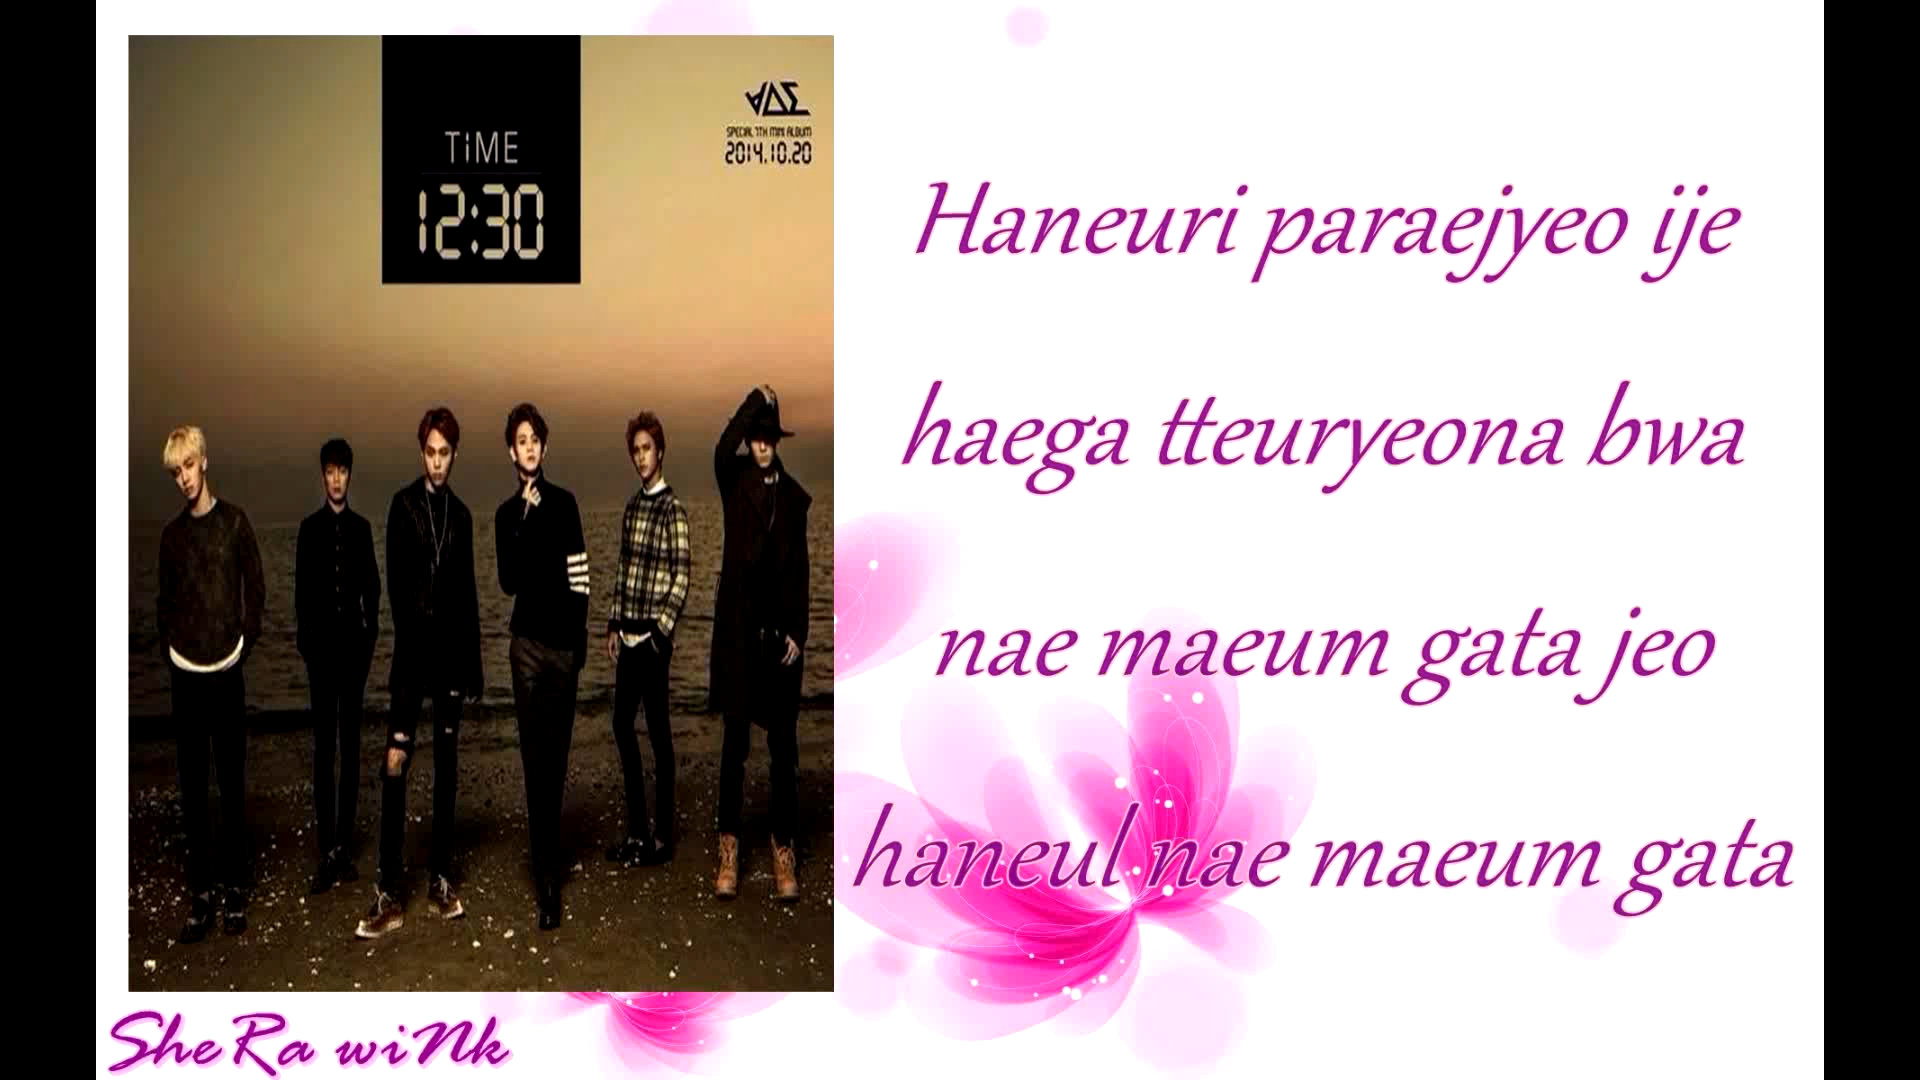 TiME
12:30
SPECIAL 7TH MINI ALBUM
2014.10.20
Haneuri paraejyeo ije
haega tteuryeona bwa
nae maeum gata jeo
haneul nae maeum gata
SheRa wiNk